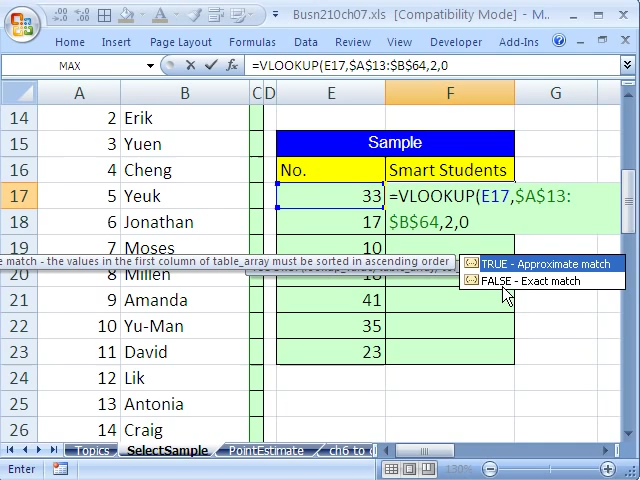 Busn210ch07.xls [Compatibility Mode] - M...
Home Insert Page Layout Formulas Data Review View Developer Add-Ins
MAX =VLOOKUP(E17,$A$13:$B$64,2,0
A B C D E F G
14 2 Erik
15 3 Yuen Sample
16 4 Cheng No. Smart Students
17 5 Yeuk 33 =VLOOKUP(E17,$A$13:
18 6 Jonathan 17 $B$64,2,0
19 7 Moses 10
e match - the values in the first column of table_array must be sorted in ascending order
TRUE - Approximate match
FALSE - Exact match
20 8 Millen 18
21 9 Amanda 41
22 10 Yu-Man 35
23 11 David 23
24 12 Lik
25 13 Antonia
26 14 Craig
Topics SelectSample PointEstimate ch6 to c
Enter 130%